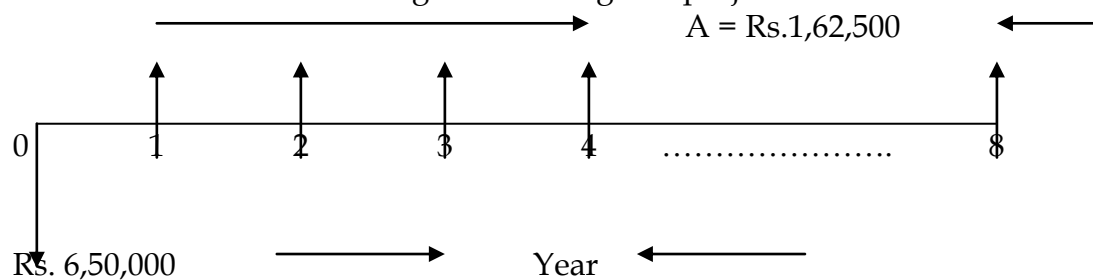 A = Rs.1,62,500
0 1 2 3 4 ………………….. 8
Rs. 6,50,000 Year